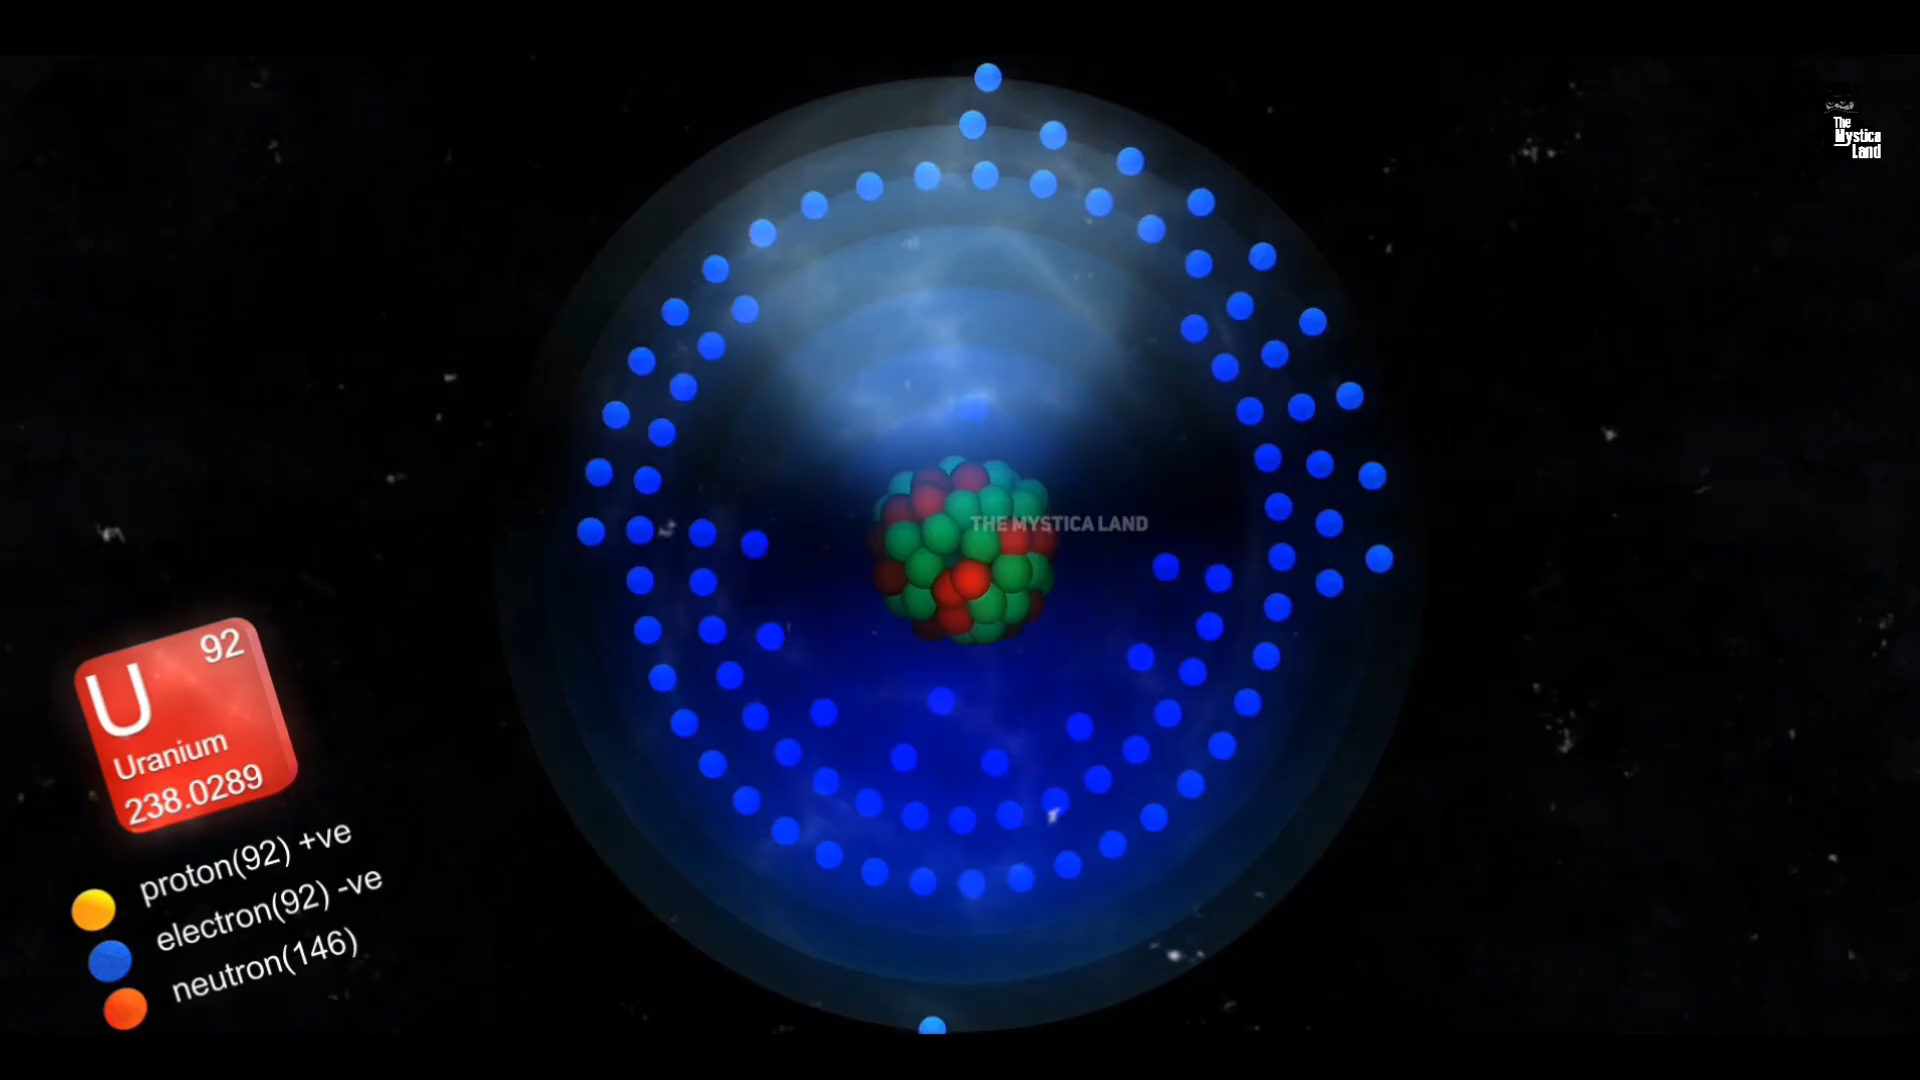 The
Mystica
Land
THE MYSTICA LAND
92
U
Uranium
238.0289
proton(92) +ve
electron(92) -ve
neutron(146)